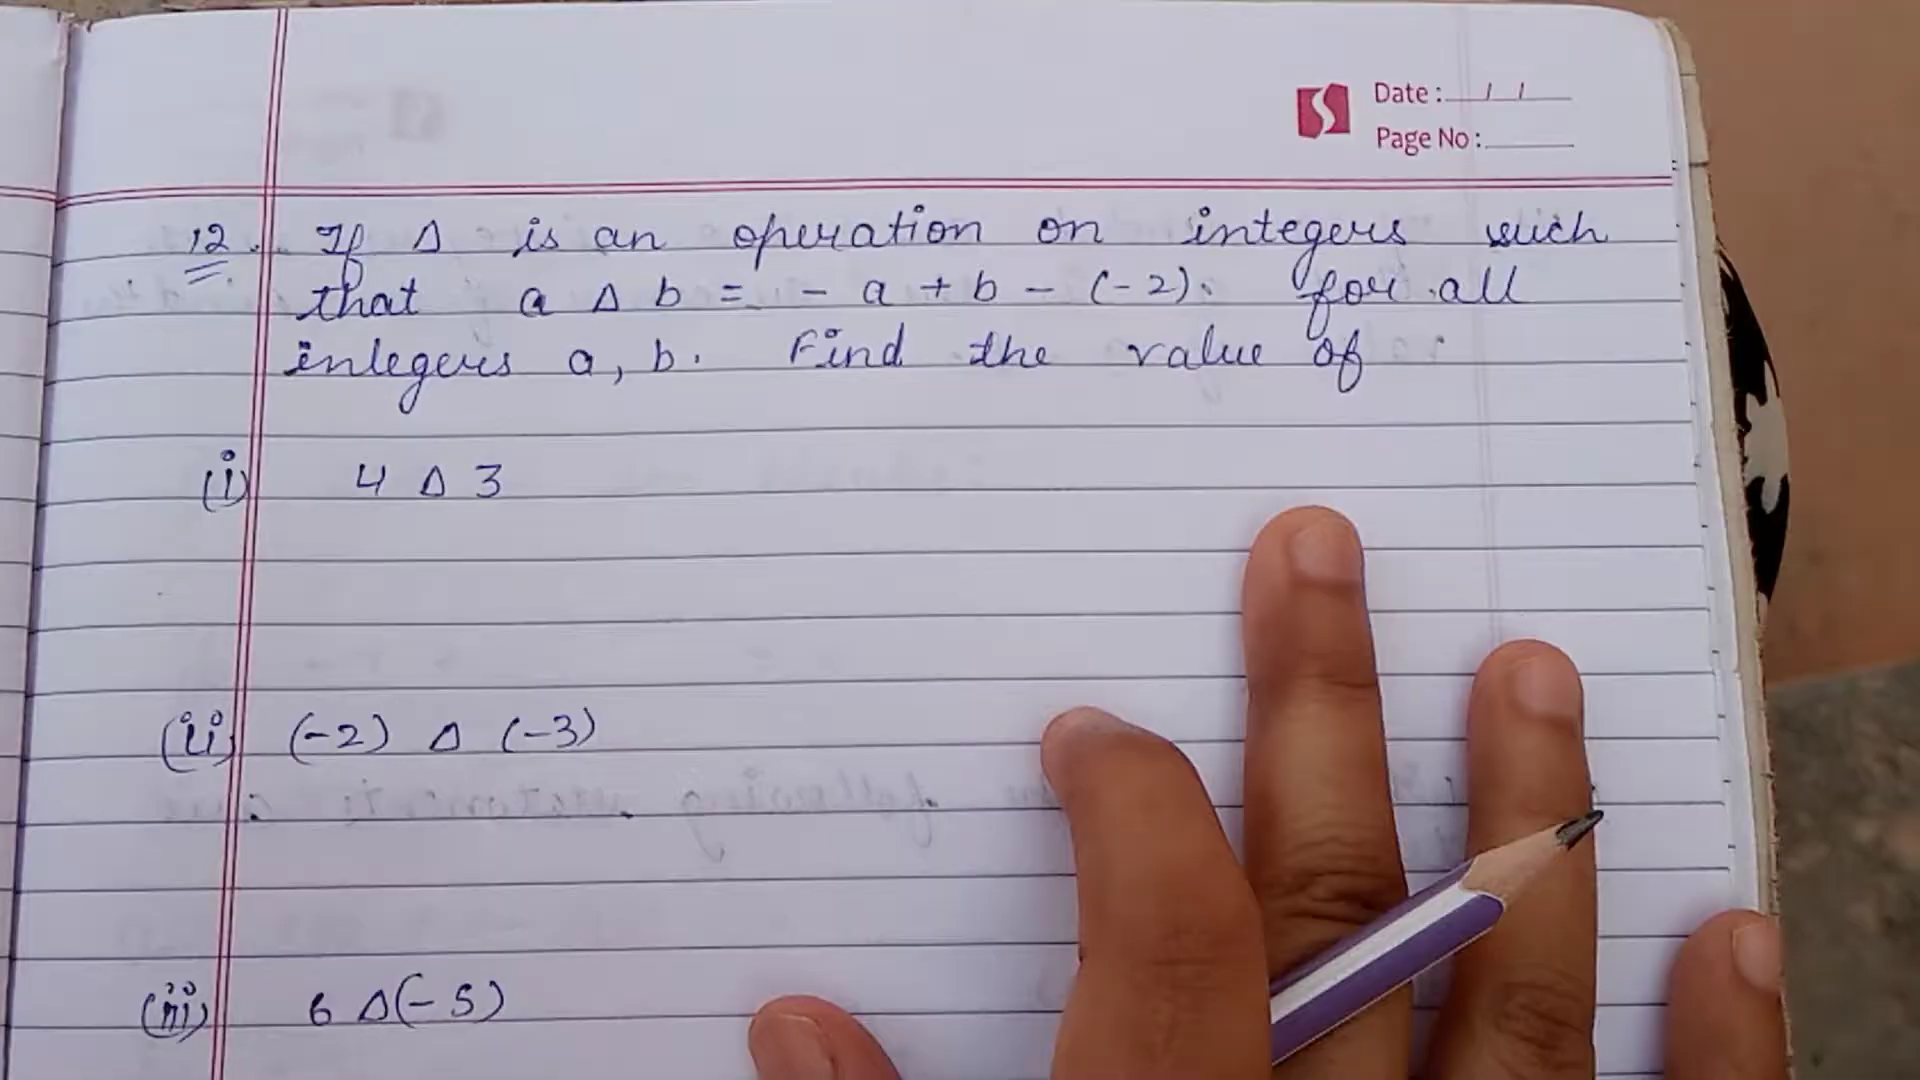 Date : / /
Page No :
12. If Δ is an operation on integers such
that a Δ b = - a + b - (-2). for all
integers a, b. Find the value of
(i) 4 Δ 3
(ii) (-2) Δ (-3)
(iii) 6 Δ (-5)